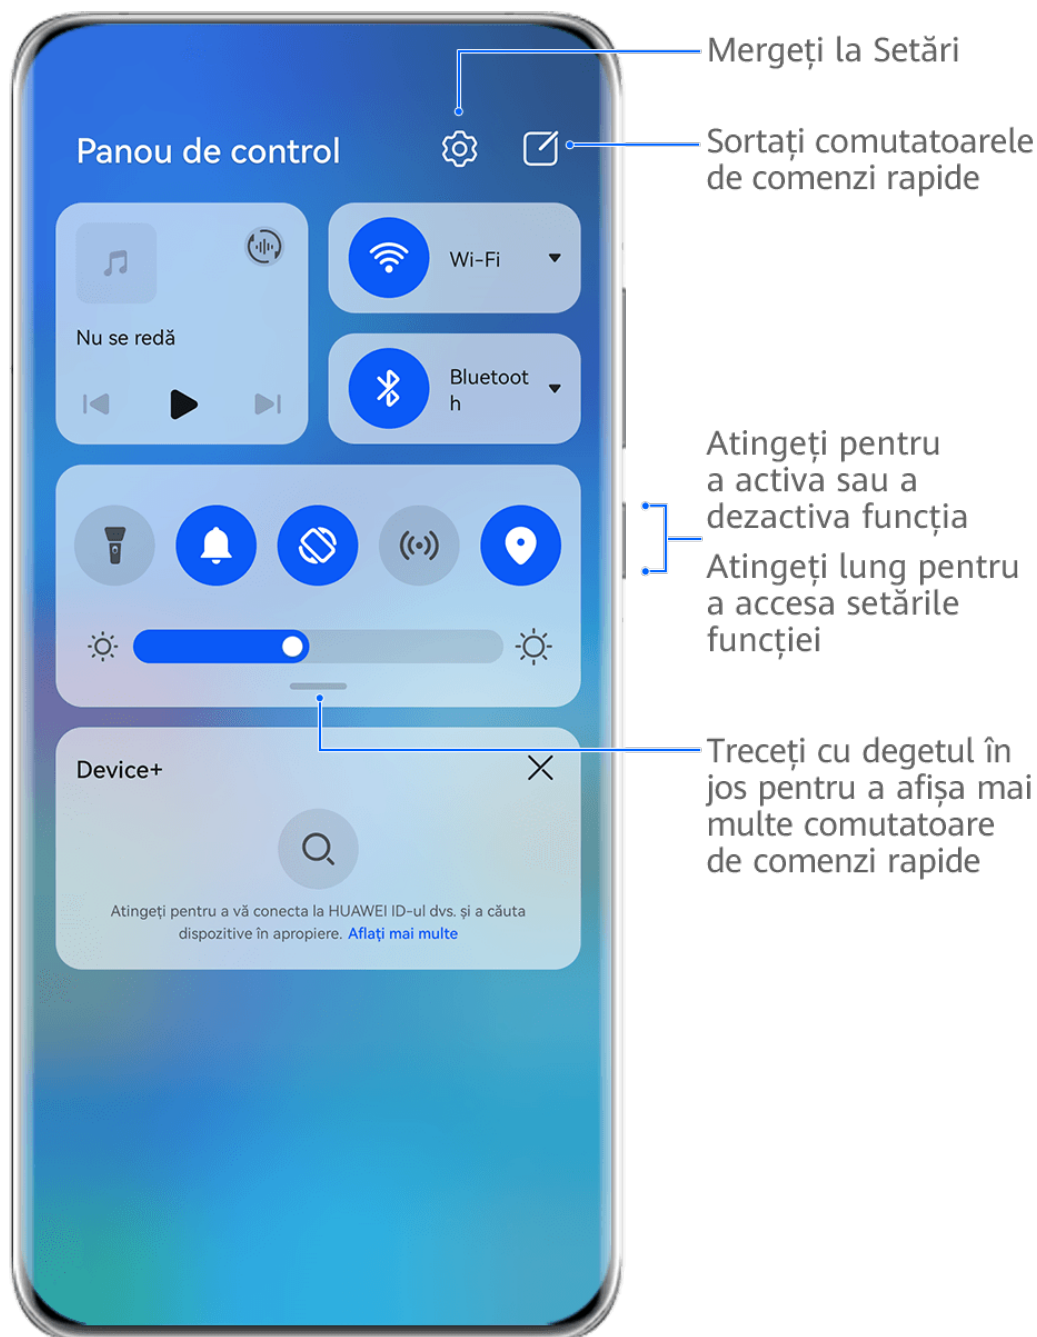 Mergeți la Setări
Panou de control
Sortați comutatoarele
de comenzi rapide
Wi-Fi
Nu se redă
Bluetoot
h
Atingeți pentru
a activa sau a
dezactiva funcția
Atingeți lung pentru
a accesa setările
funcției
Treceți cu degetul în
jos pentru a afișa mai
multe comutatoare
de comenzi rapide
Device+
Atingeți pentru a vă conecta la HUAWEI ID-ul dvs. și a căuta
dispozitive în apropiere. Aflați mai multe